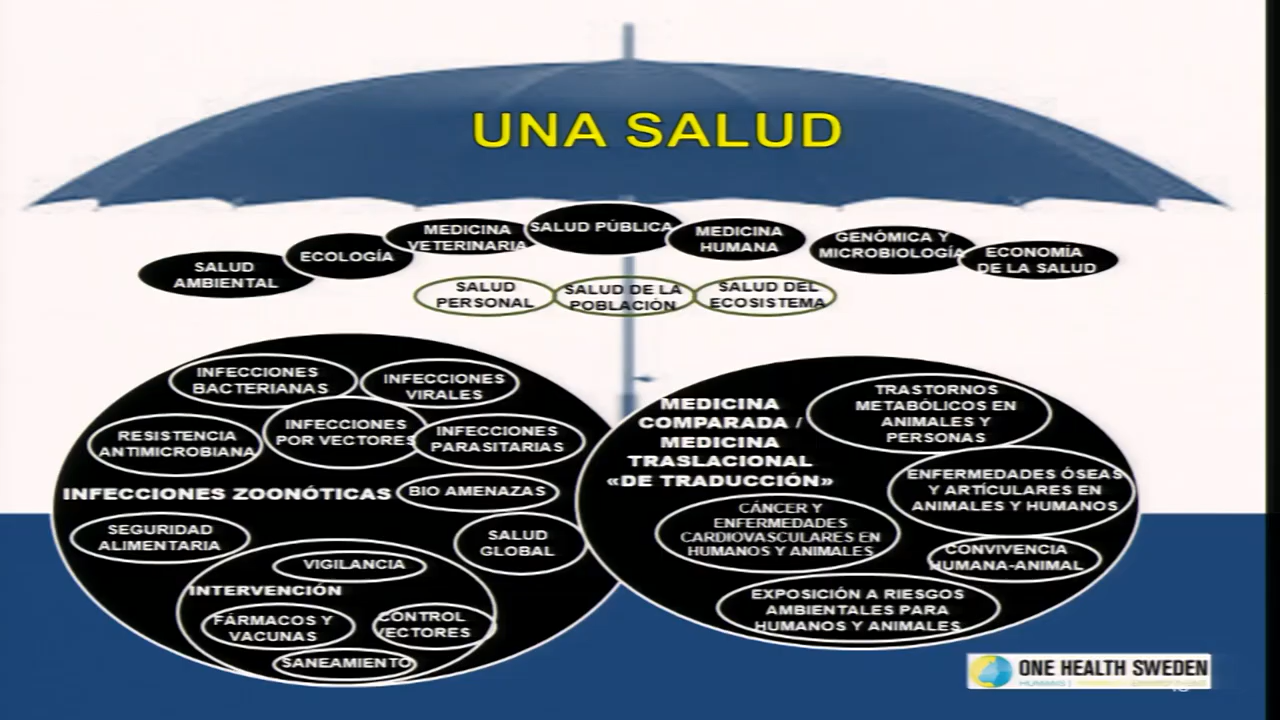 UNA SALUD
SALUD
AMBIENTAL
ECOLOGÍA
MEDICINA
VETERINARIA
SALUD PÚBLICA
MEDICINA
HUMANA
GENÓMICA Y
MICROBIOLOGÍA
ECONOMÍA
DE LA SALUD
SALUD
PERSONAL
SALUD DE LA
POBLACIÓN
SALUD DEL
ECOSISTEMA
INFECCIONES
BACTERIANAS
INFECCIONES
VIRALES
RESISTENCIA
ANTIMICROBIANA
INFECCIONES
POR VECTORES
INFECCIONES
PARASITARIAS
INFECCIONES ZOONÓTICAS
BIO AMENAZAS
SEGURIDAD
ALIMENTARIA
SALUD
GLOBAL
VIGILANCIA
INTERVENCIÓN
FÁRMACOS Y
VACUNAS
CONTROL
VECTORES
SANEAMIENTO
MEDICINA
COMPARADA /
MEDICINA
TRASLACIONAL
«DE TRADUCCIÓN»
TRASTORNOS
METABÓLICOS EN
ANIMALES Y
PERSONAS
ENFERMEDADES ÓSEAS
Y ARTÍCULARES EN
ANIMALES Y HUMANOS
CÁNCER Y
ENFERMEDADES
CARDIOVASCULARES EN
HUMANOS Y ANIMALES
CONVIVENCIA
HUMANA-ANIMAL
EXPOSICIÓN A RIESGOS
AMBIENTALES PARA
HUMANOS Y ANIMALES
ONE HEALTH SWEDEN